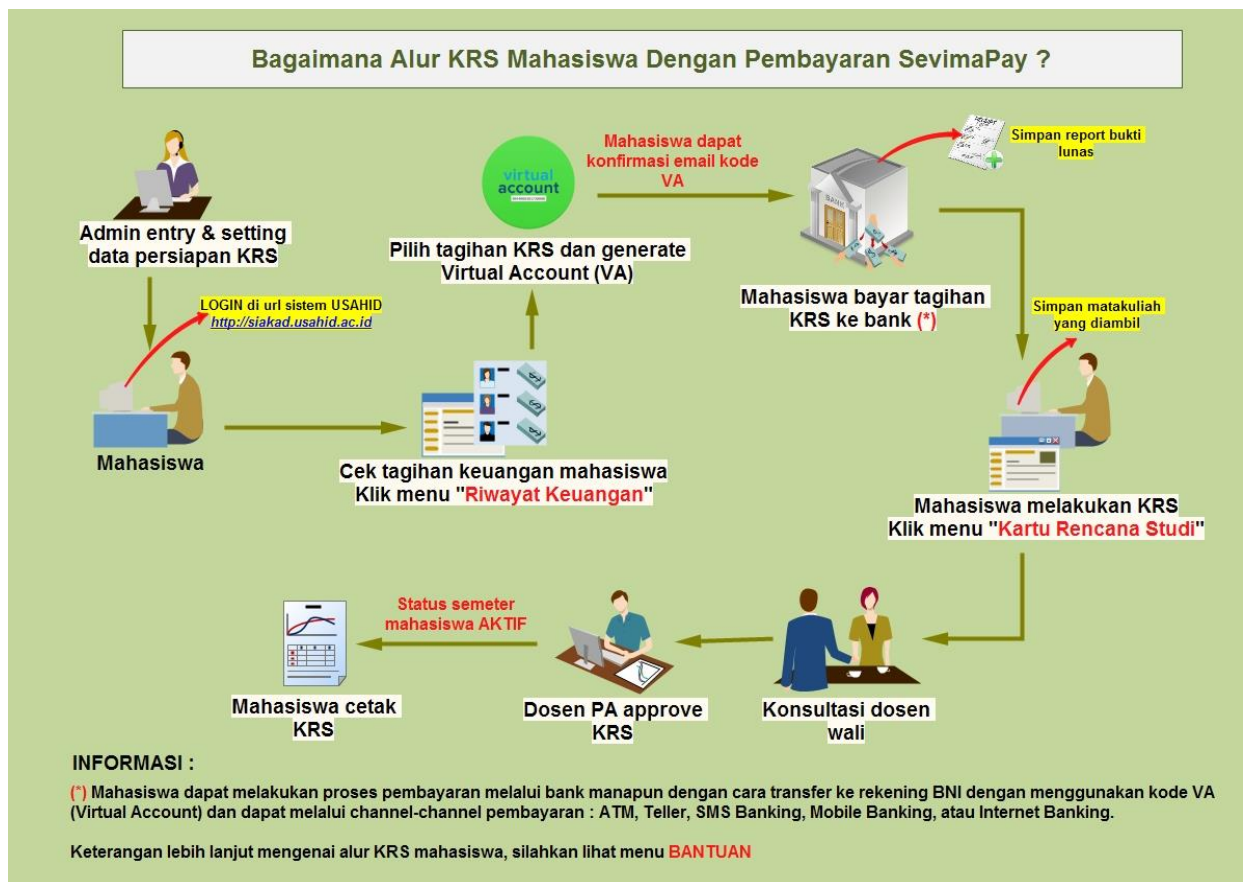 Bagaimana Alur KRS Mahasiswa Dengan Pembayaran SevimaPay ?
Admin entry & setting
data persiapan KRS
LOGIN di url sistem USAHID
http://siakad.usahid.ac.id
Mahasiswa
Cek tagihan keuangan mahasiswa
Klik menu "Riwayat Keuangan"
virtual
account
Pilih tagihan KRS dan generate
Virtual Account (VA)
Mahasiswa dapat
konfirmasi email kode
VA
BANK
Mahasiswa bayar tagihan
KRS ke bank (*)
Simpan report bukti
lunas
Simpan matakuliah
yang diambil
Mahasiswa melakukan KRS
Klik menu "Kartu Rencana Studi"
Konsultasi dosen
wali
Dosen PA approve
KRS
Status semeter
mahasiswa AKTIF
Mahasiswa cetak
KRS
INFORMASI :
(*) Mahasiswa dapat melakukan proses pembayaran melalui bank manapun dengan cara transfer ke rekening BNI dengan menggunakan kode VA
(Virtual Account) dan dapat melalui channel-channel pembayaran : ATM, Teller, SMS Banking, Mobile Banking, atau Internet Banking.
Keterangan lebih lanjut mengenai alur KRS mahasiswa, silahkan lihat menu BANTUAN